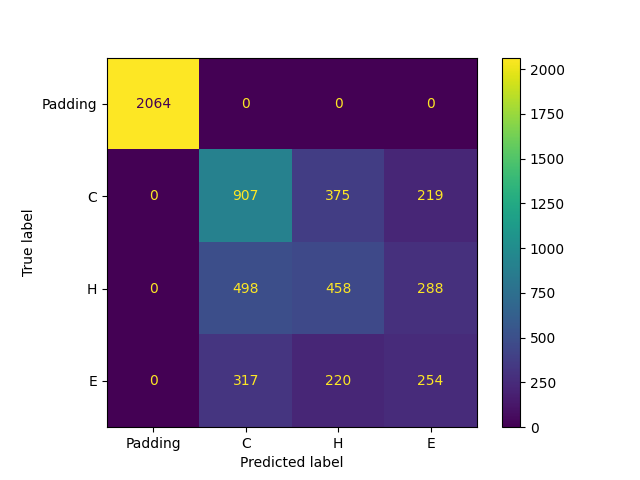 Padding 2064 0 0 0
C 0 907 375 219
H 0 498 458 288
E 0 317 220 254
Padding C H E
Predicted label
True label
2000
1750
1500
1250
1000
750
500
250
0